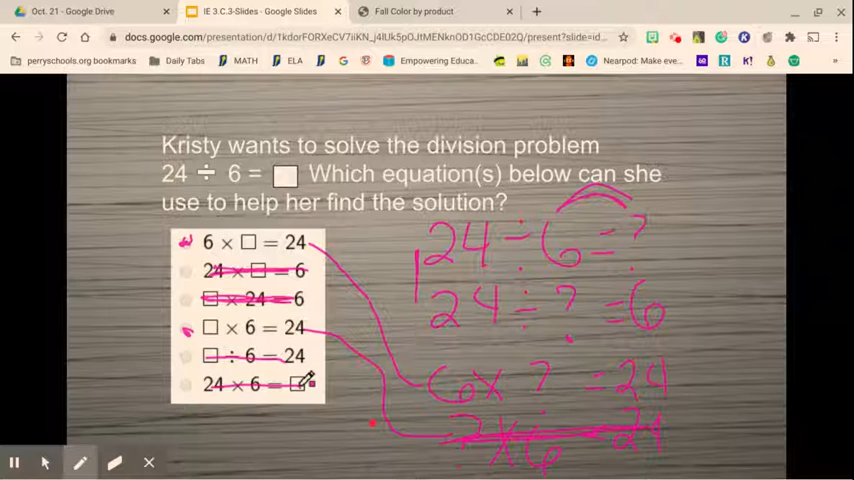 Oct. 21 - Google Drive
IE 3.C.3-Slides - Google Slides
Fall Color by product
docs.google.com/presentation/d/1kdorFORXeCV7iiKN_j4lUk5pOJtMENknOD1GcCDE02Q/present?slide=id...
perryschools.org bookmarks
Daily Tabs
MATH
ELA
Empowering Educa...
Nearpod: Make eve...
Kristy wants to solve the division problem
24 ÷ 6 = □ Which equation(s) below can she
use to help her find the solution?
6 × □ = 24
24 × □ = 6
□ × 24 = 6
□ × 6 = 24
□ ÷ 6 = 24
24 × 6 = □
24 ÷ 6 = ?
24 ÷ ? = 6
6 x ? = 24
? x 6 = 24